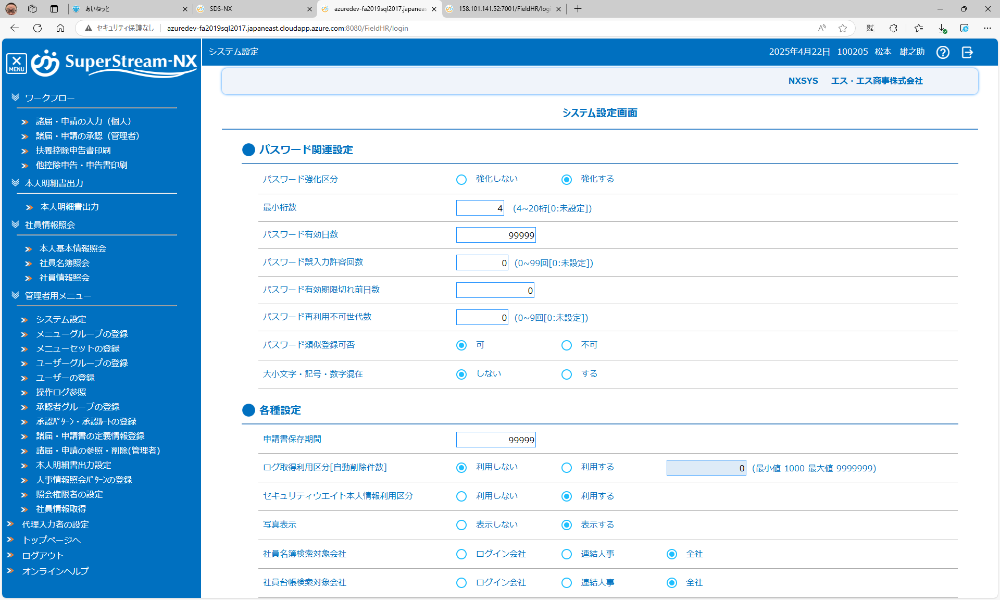 あいねっと
SDS-NX
azuredev-fa2019sql2017.japaneas
158.101.141.52:7001/FieldHR/logi
セキュリティ保護なし
azuredev-fa2019sql2017.japaneast.cloudapp.azure.com:8080/FieldHR/login
MENU
SuperStream-NX
システム設定
2025年4月22日 100205 松本 雄之助
NXSYS エス・エス商事株式会社
ワークフロー
諸届・申請の入力（個人）
諸届・申請の承認（管理者）
扶養控除申告書印刷
他控除申告・申告書印刷
本人明細書出力
本人明細書出力
社員情報照会
本人基本情報照会
社員名簿照会
社員情報照会
管理者用メニュー
システム設定
メニューグループの登録
メニューセットの登録
ユーザーグループの登録
ユーザーの登録
操作ログ参照
承認者グループの登録
承認ﾊﾟﾀｰﾝ・承認ﾙｰﾄの登録
諸届・申請書の定義情報登録
諸届・申請の参照・削除(管理者)
本人明細書出力設定
人事情報照会ﾊﾟﾀｰﾝの登録
照会権限者の設定
社員情報取得
代理入力者の設定
トップページへ
ログアウト
オンラインヘルプ
システム設定画面
パスワード関連設定
パスワード強化区分 強化しない 強化する
最小桁数 4 (4~20桁[0:未設定])
パスワード有効日数 99999
パスワード誤入力許容回数 0 (0~99回[0:未設定])
パスワード有効期限切れ前日数 0
パスワード再利用不可世代数 0 (0~9回[0:未設定])
パスワード類似登録可否 可 不可
大小文字・記号・数字混在 しない する
各種設定
申請書保存期間 99999
ログ取得利用区分[自動削除件数] 利用しない 利用する 0 (最小値 1000 最大値 9999999)
セキュリティウエイト本人情報利用区分 利用しない 利用する
写真表示 表示しない 表示する
社員名簿検索対象会社 ログイン会社 連結人事 全社
社員台帳検索対象会社 ログイン会社 連結人事 全社